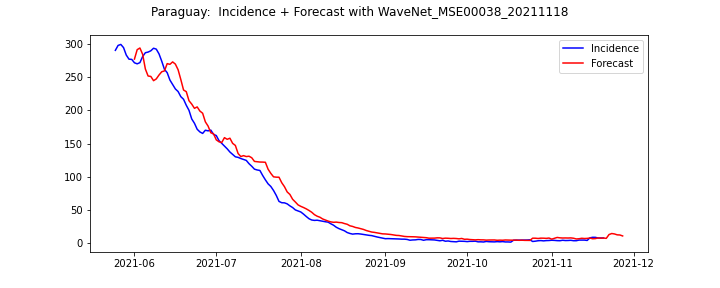 Paraguay:  Incidence + Forecast with WaveNet_MSE00038_20211118
Incidence
Forecast
300
250
200
150
100
50
0
2021-06 2021-07 2021-08 2021-09 2021-10 2021-11 2021-12